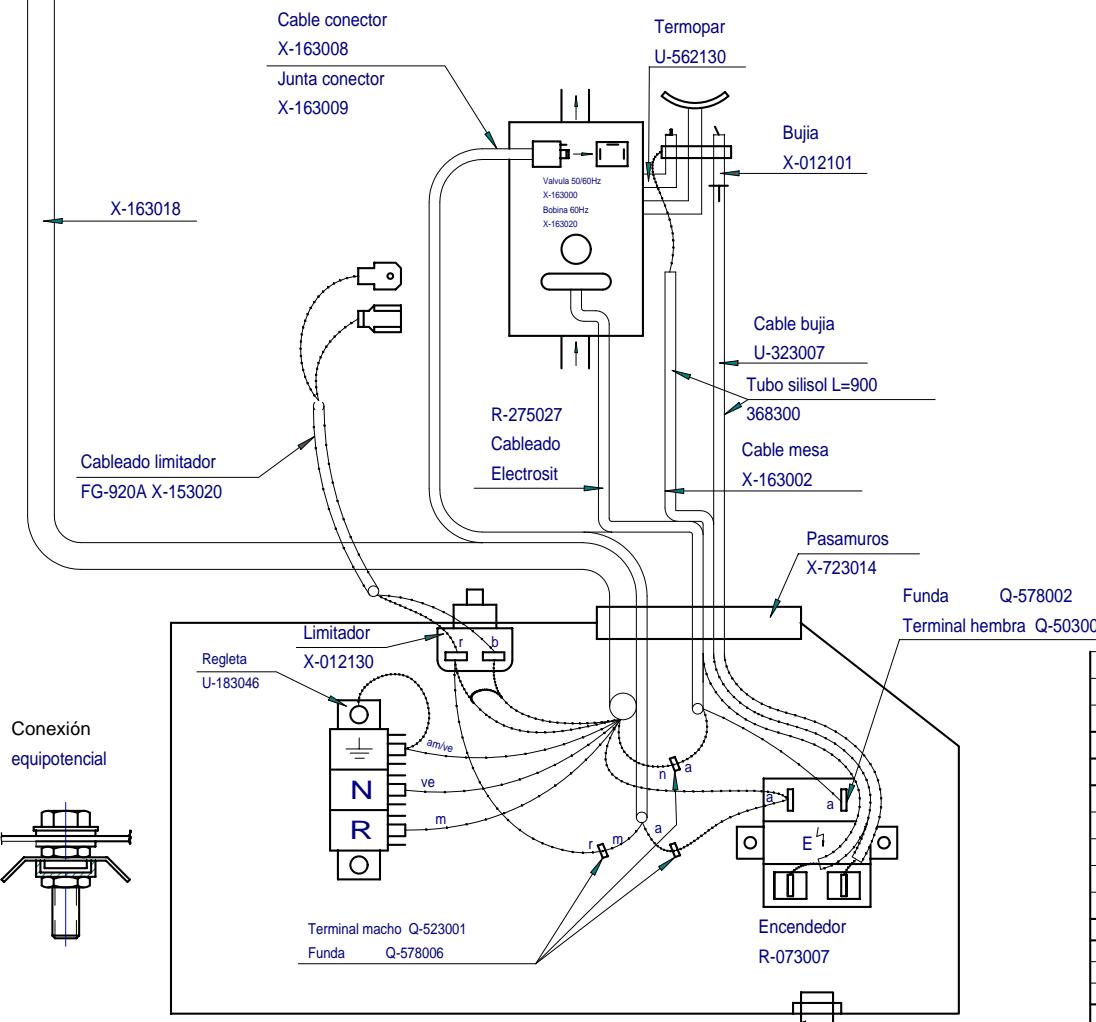 Cable conector
X-163008
Junta conector
X-163009
Termopar
U-562130
Bujia
X-012101
Valvula 50/60Hz
X-163000
Bobina 60Hz
X-163020
X-163018
Cable bujia
U-323007
Tubo silisol L=900
368300
R-275027
Cableado
Electrosit
Cable mesa
X-163002
Cableado limitador
FG-920A X-153020
Pasamuros
X-723014
Funda Q-578002
Terminal hembra Q-50300
Limitador
X-012130
r b
Regleta
U-183046
Conexión
equipotencial
am/ve
N
ve
R
m
n a
r m
a
a
a
E
Terminal macho Q-523001
Funda Q-578006
Encendedor
R-073007